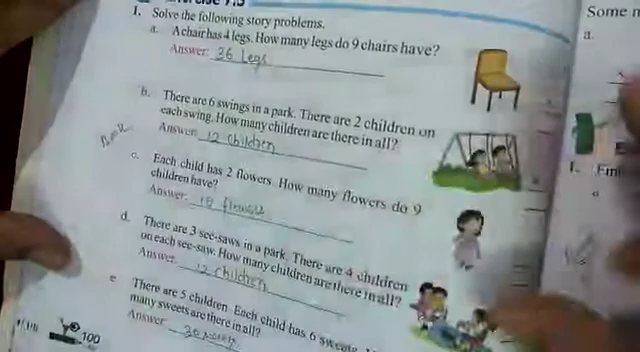 1. Solve the following story problems.
Some
a. A chair has 4 legs. How many legs do 9 chairs have?
a.
Answer: 36 legs
b. There are 6 swings in a park. There are 2 children on
each swing. How many children are there in all?
Answer: 12 children
c. Each child has 2 flowers. How many flowers do 9
children have?
Answer: 18 flowers
d. There are 3 see-saws in a park. There are 4 children
on each see-saw. How many children are there in all?
Answer: 12 children
e There are 5 children. Each child has 6 sweets.
many sweets are there in all?
Answer: 30
100